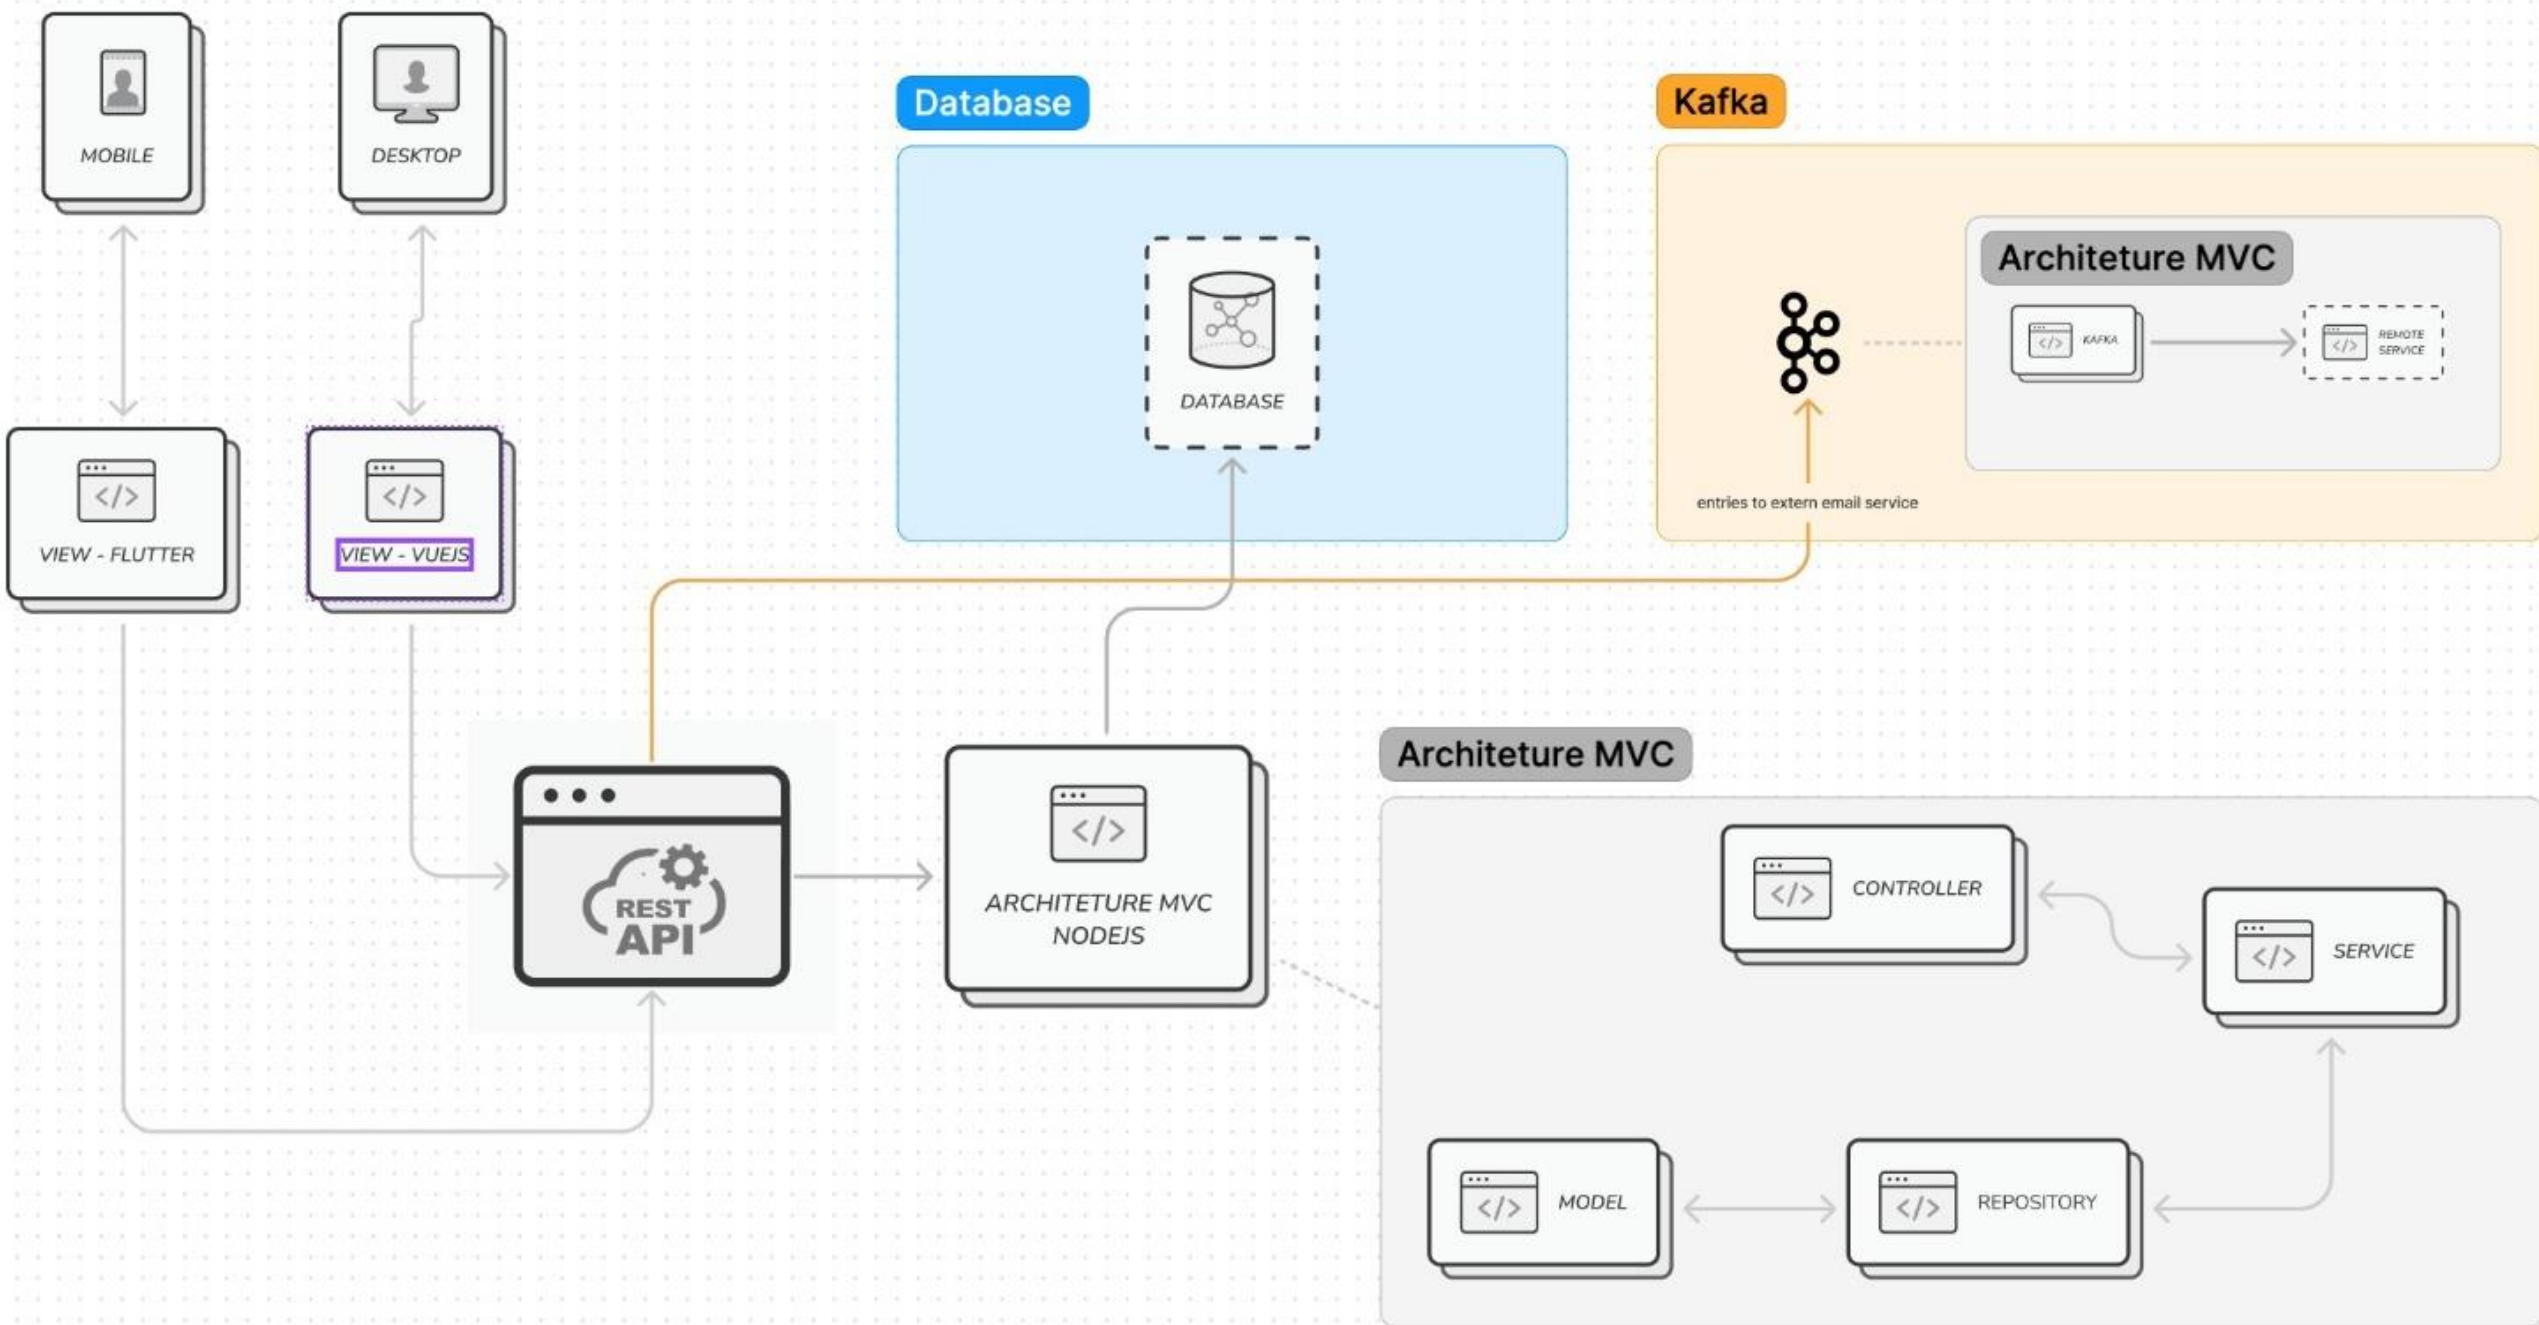 MOBILE
DESKTOP
Database
Kafka
Architeture MVC
KAFKA
REMOTE
SERVICE
DATABASE
entries to extern email service
</>
VIEW - FLUTTER
</>
VIEW - VUEJS
Architeture MVC
REST
API
</>
ARCHITETURE MVC
NODEJS
</>
CONTROLLER
</>
SERVICE
</>
MODEL
</>
REPOSITORY